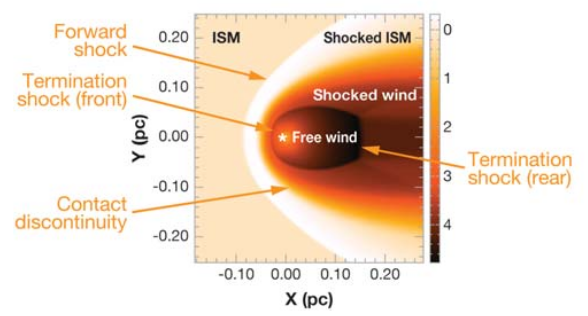 Forward
shock
Termination
shock (front)
Contact
discontinuity
ISM
Shocked ISM
Shocked wind
Free wind
Termination
shock (rear)
0.20
0.10
0.00
-0.10
-0.20
Y (pc)
-0.10 0.00 0.10 0.20
X (pc)
0
1
2
3
4